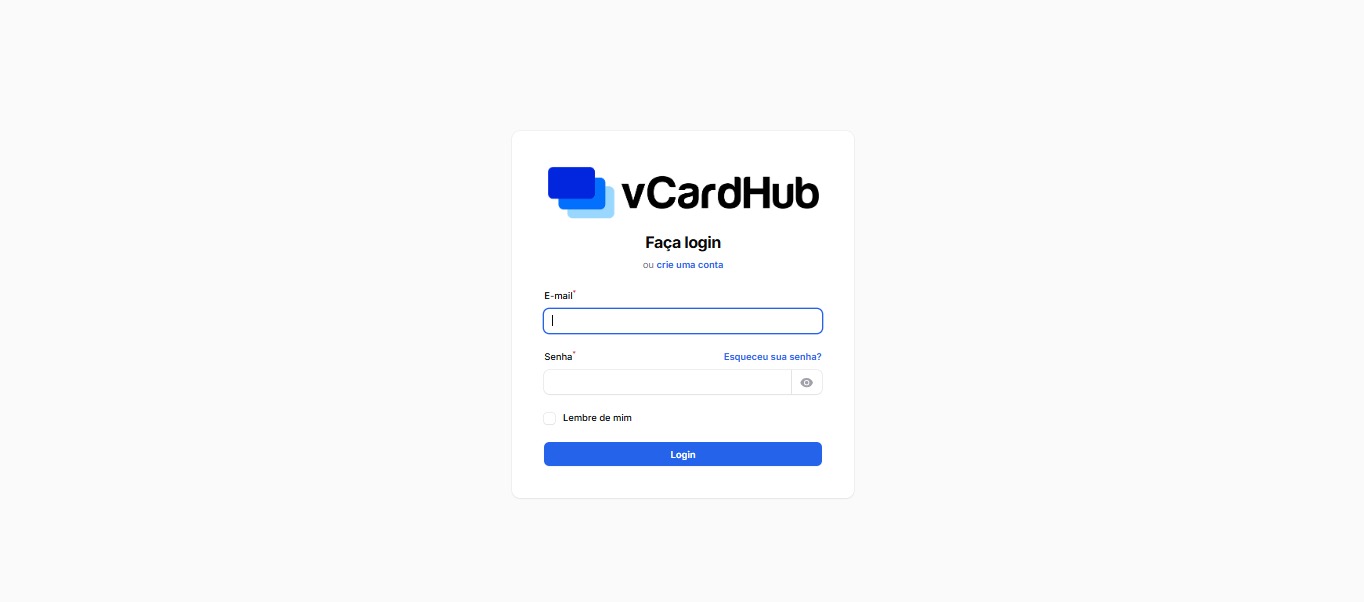 vCardHub
Faça login
ou crie uma conta
E-mail*
Senha* Esqueceu sua senha?
Lembre de mim
Login